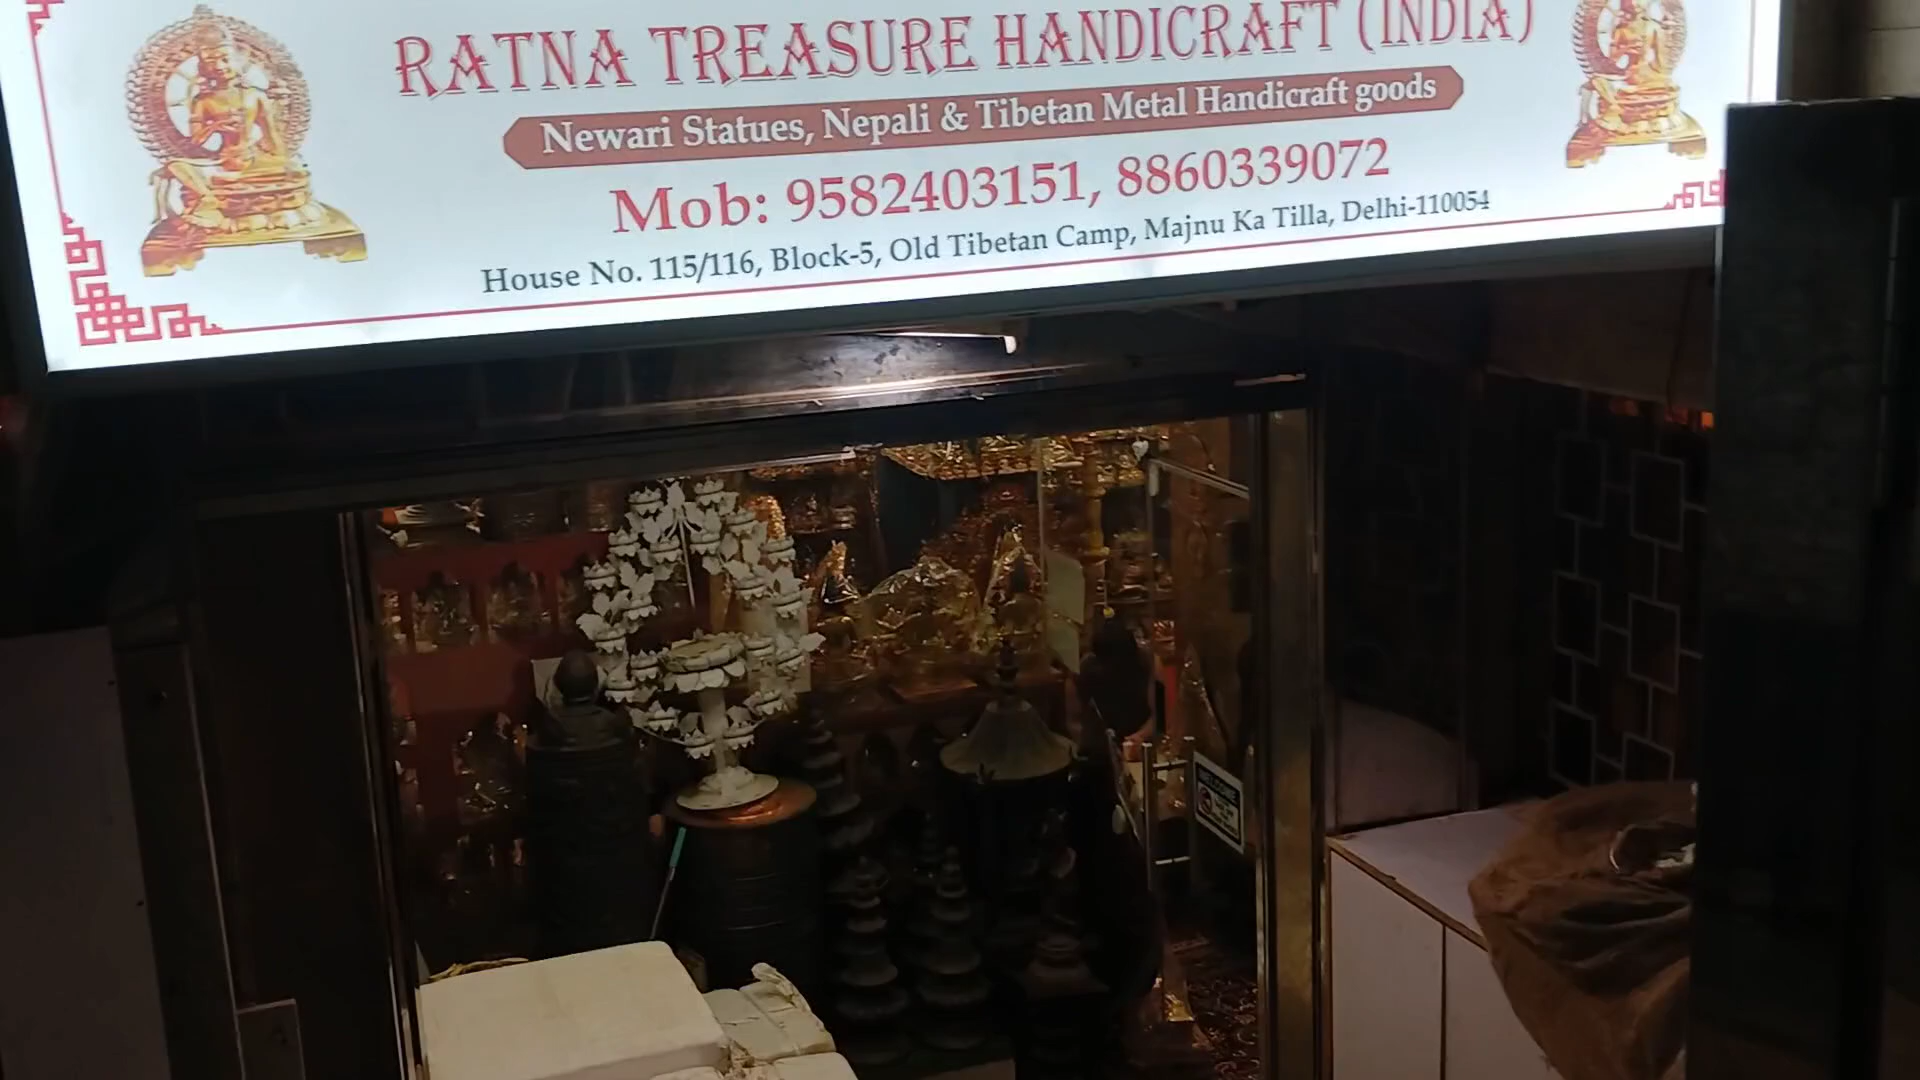 RATNA TREASURE HANDICRAFT (INDIA)
Newari Statues, Nepali & Tibetan Metal Handicraft goods
Mob: 9582403151, 8860339072
House No. 115/116, Block-5, Old Tibetan Camp, Majnu Ka Tilla, Delhi-110054
WELCOME